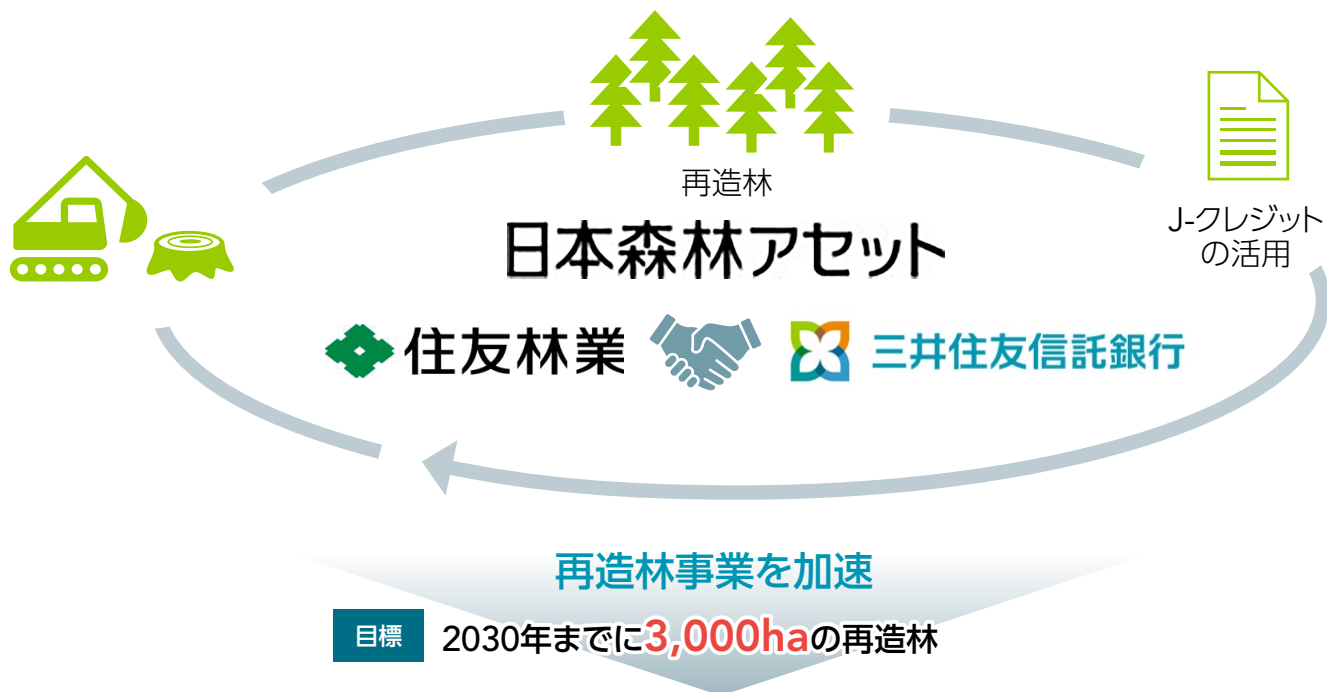 再造林
J-クレジット
の活用
日本森林アセット
住友林業
三井住友信託銀行
再造林事業を加速
目標
2030年までに3,000haの再造林